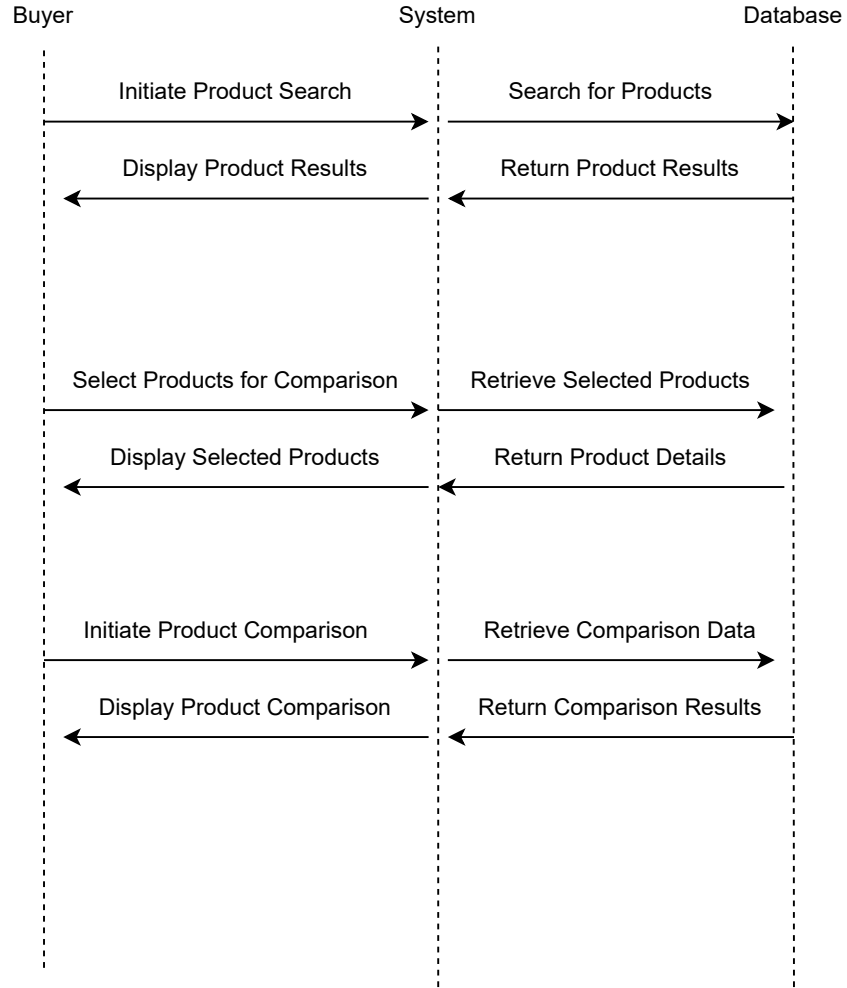 Buyer
System
Database
Initiate Product Search
Search for Products
Display Product Results
Return Product Results
Select Products for Comparison
Retrieve Selected Products
Display Selected Products
Return Product Details
Initiate Product Comparison
Retrieve Comparison Data
Display Product Comparison
Return Comparison Results